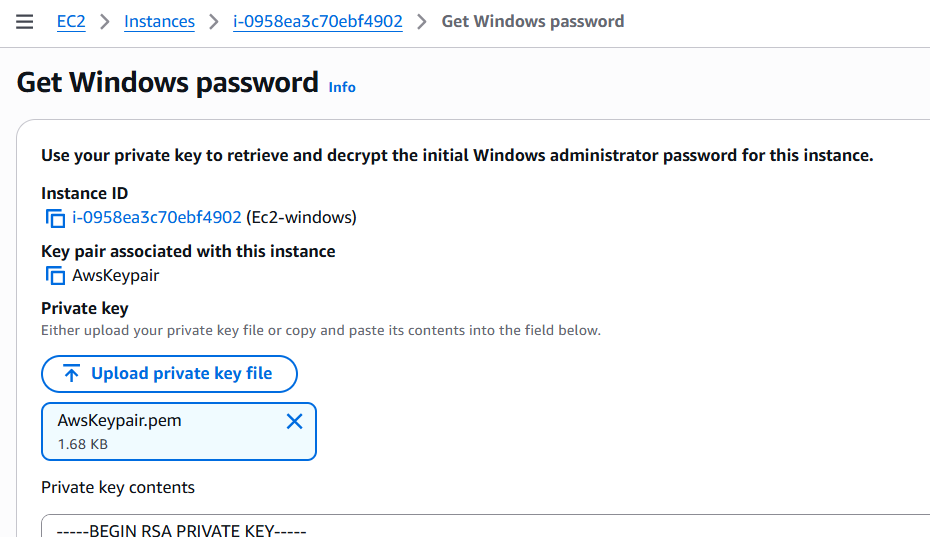 EC2 > Instances > i-0958ea3c70ebf4902 > Get Windows password
Get Windows password Info
Use your private key to retrieve and decrypt the initial Windows administrator password for this instance.
Instance ID
i-0958ea3c70ebf4902 (Ec2-windows)
Key pair associated with this instance
AwsKeypair
Private key
Either upload your private key file or copy and paste its contents into the field below.
Upload private key file
AwsKeypair.pem
1.68 KB
Private key contents
-----BEGIN RSA PRIVATE KEY-----